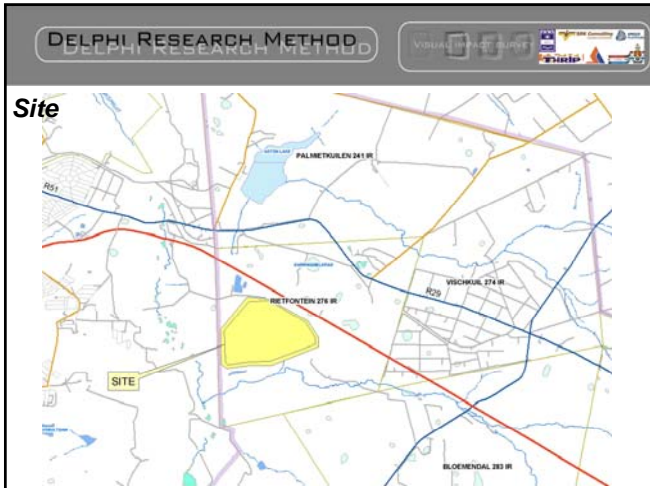 DELPHI RESEARCH METHOD
VISUAL IMPACT SURVEY
THRIP
Site
PALMIETKUILEN 241 IR
R51
VISCHKUIL 274 IR
R29
RIETFONTEIN 276 IR
SITE
BLOEMENDAL 283 IR